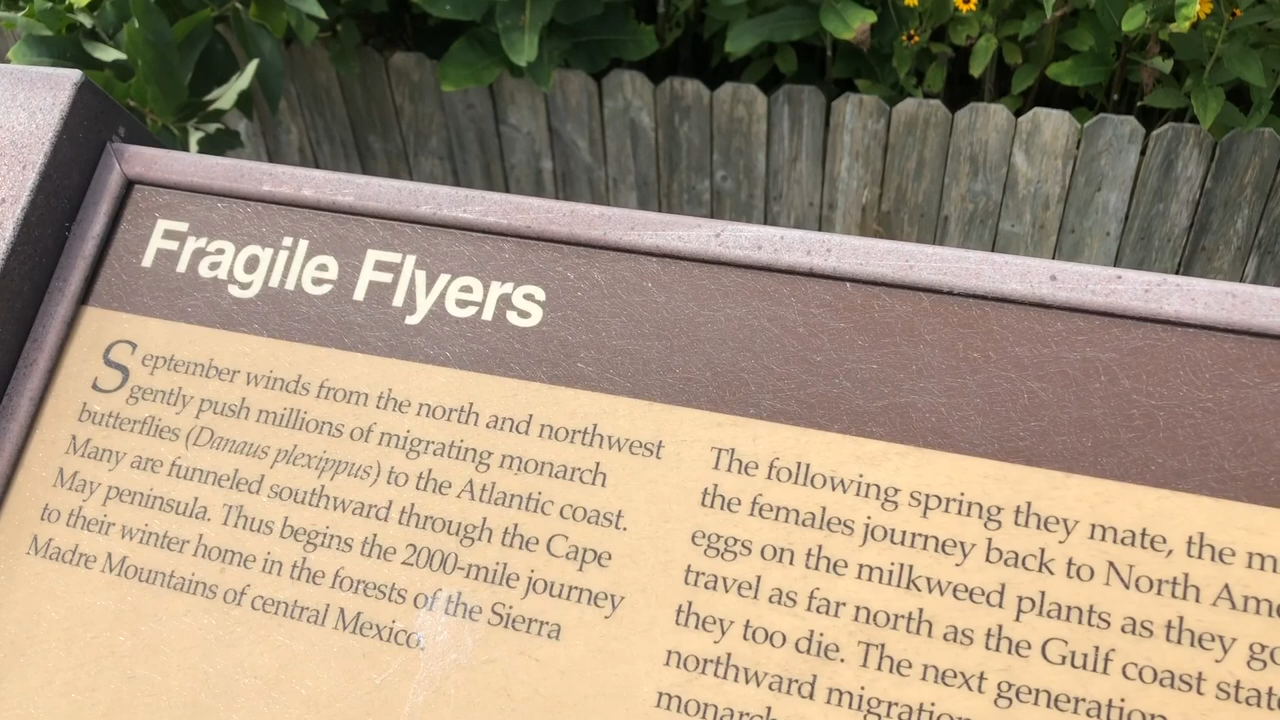 Fragile Flyers
September winds from the north and northwest
gently push millions of migrating monarch
butterflies (Danaus plexippus) to the Atlantic coast.
Many are funneled southward through the Cape
May peninsula. Thus begins the 2000-mile journey
to their winter home in the forests of the Sierra
Madre Mountains of central Mexico.
The following spring they mate, the
the females journey back to North
eggs on the milkweed plants as they
travel as far north as the Gulf coast
they too die. The next generation
northward